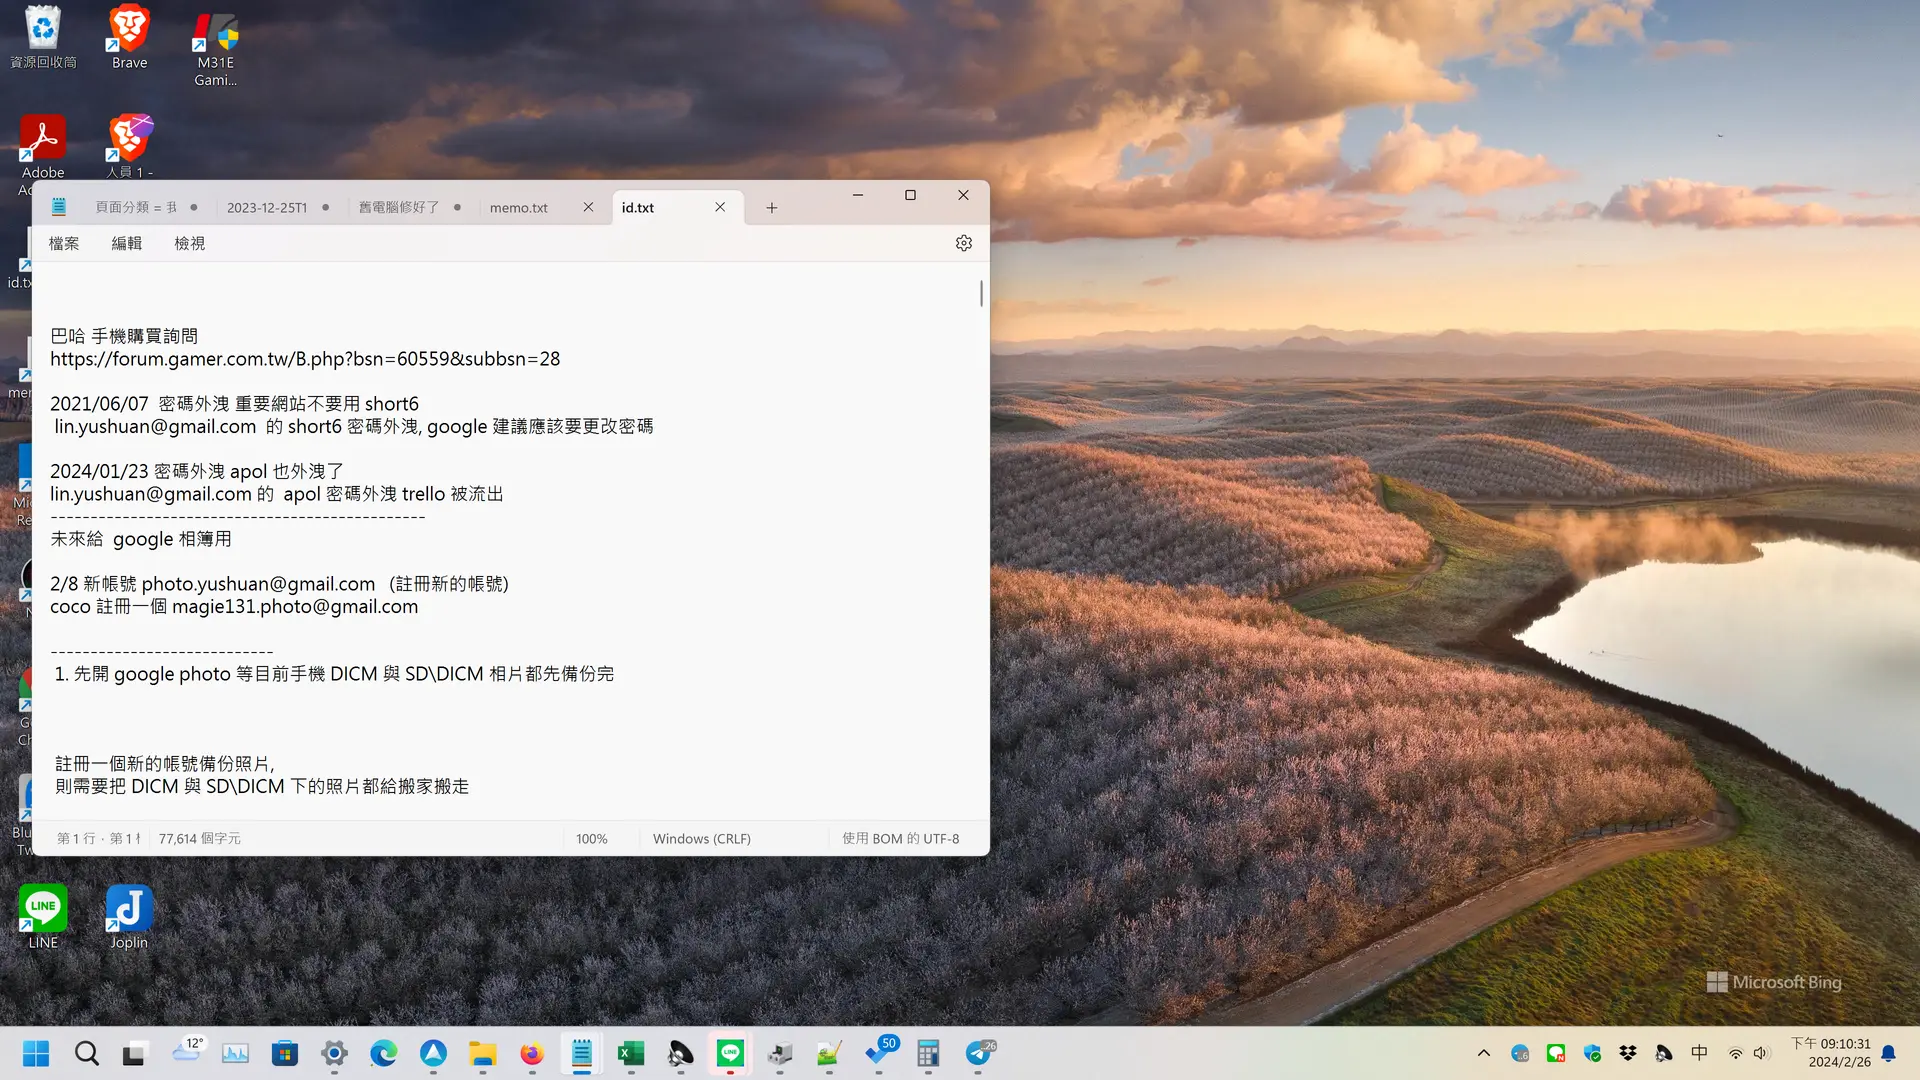 資源回收筒
Brave
M31E
Gami...
Adobe
人員 1 -
頁面分類 = 我
2023-12-25T1
舊電腦修好了
memo.txt
id.txt
檔案
編輯
檢視
巴哈 手機購買詢問
https://forum.gamer.com.tw/B.php?bsn=60559&subbsn=28
2021/06/07 密碼外洩 重要網站不要用 short6
lin.yushuan@gmail.com 的 short6 密碼外洩, google 建議應該要更改密碼
2024/01/23 密碼外洩 apol 也外洩了
lin.yushuan@gmail.com 的 apol 密碼外洩 trello 被流出
-----------------------------------------------
未來給 google 相簿用
2/8 新帳號 photo.yushuan@gmail.com (註冊新的帳號)
coco 註冊一個 magie131.photo@gmail.com
----------------------------
1. 先開 google photo 等目前手機 DICM 與 SD\DICM 相片都先備份完
註冊一個新的帳號備份照片,
則需要把 DICM 與 SD\DICM 下的照片都給搬家搬走
第 1 行 · 第 1
77,614 個字元
100%
Windows (CRLF)
使用 BOM 的 UTF-8
LINE
LINE
Joplin
Microsoft Bing
12°
LINE
50
26
中
下午 09:10:31
2024/2/26